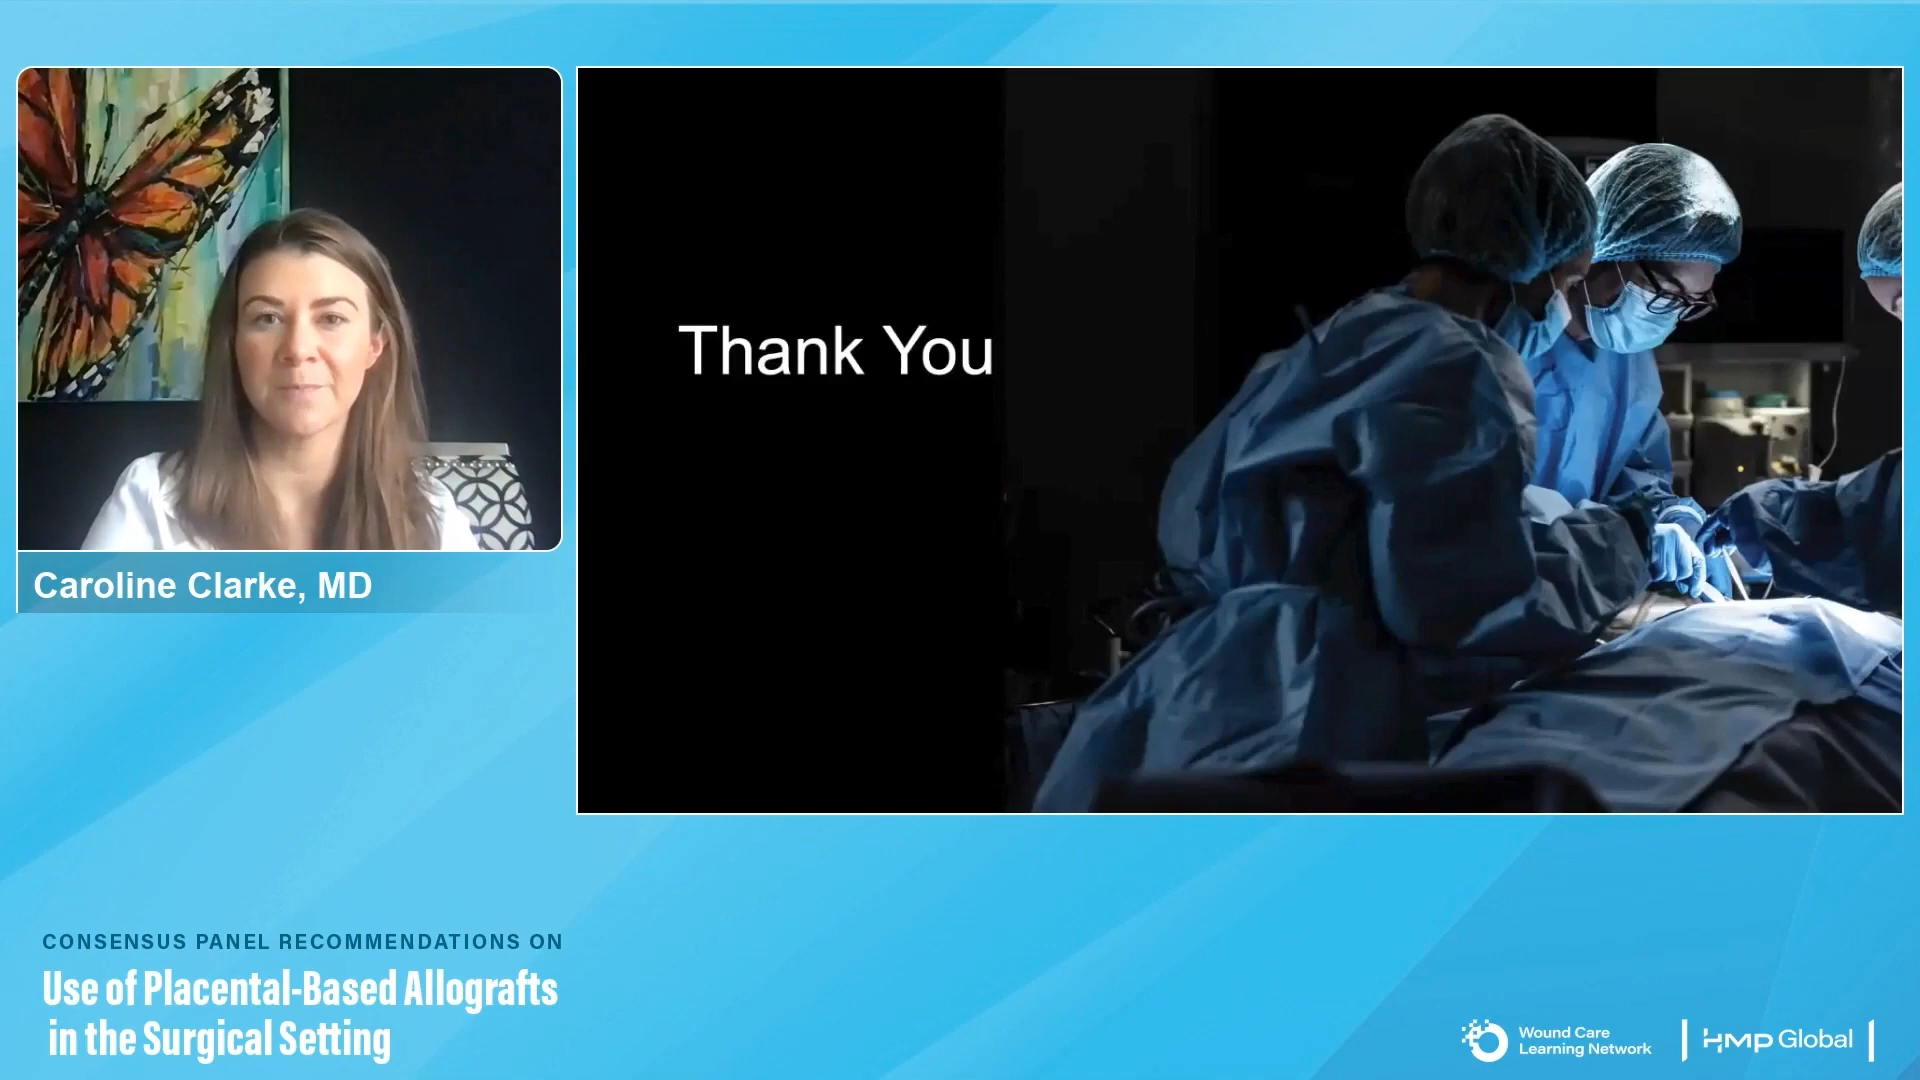 Thank You
Caroline Clarke, MD
CONSENSUS PANEL RECOMMENDATIONS ON
Use of Placental-Based Allografts
in the Surgical Setting
Wound Care
Learning Network
HMP Global